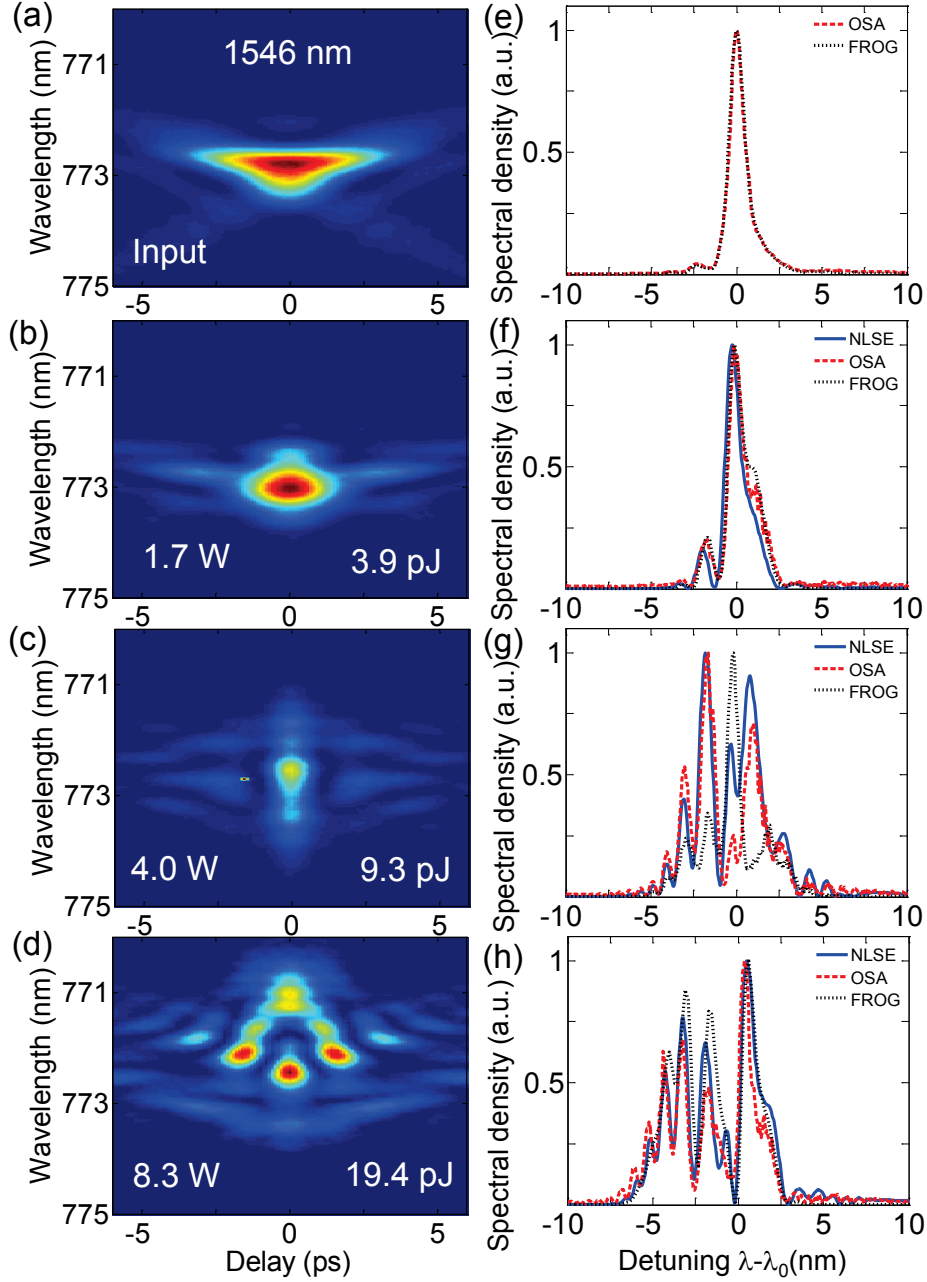 (a)
Wavelength (nm)
771
773
775
1546 nm
Input
-5
0
5
(e)
Spectral density (a.u.)
1
0.5
OSA
FROG
-10
-5
0
5
10
(b)
Wavelength (nm)
771
773
775
1.7 W
3.9 pJ
-5
0
5
(f)
Spectral density (a.u.)
1
0.5
NLSE
OSA
FROG
-10
-5
0
5
10
(c)
Wavelength (nm)
771
773
775
4.0 W
9.3 pJ
-5
0
5
(g)
Spectral density (a.u.)
1
0.5
NLSE
OSA
FROG
-10
-5
0
5
10
(d)
Wavelength (nm)
771
773
775
8.3 W
19.4 pJ
-5
0
5
Delay (ps)
(h)
Spectral density (a.u.)
1
0.5
NLSE
OSA
FROG
-10
-5
0
5
10
Detuning λ-λ₀(nm)